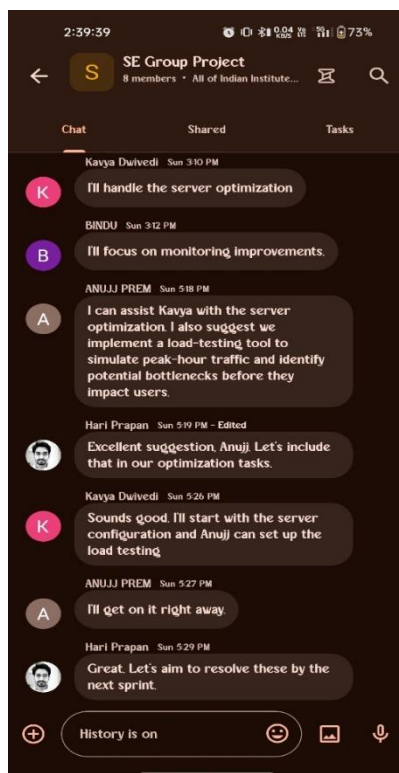 2:39:39
0.04 KB/S
5G
73%
S
SE Group Project
8 members • All of Indian Institute...
Chat Shared Tasks
Kavya Dwivedi Sun 3:10 PM
K
I'll handle the server optimization
BINDU Sun 3:12 PM
B
I'll focus on monitoring improvements.
ANUJJ PREM Sun 5:18 PM
A
I can assist Kavya with the server
optimization. I also suggest we
implement a load-testing tool to
simulate peak-hour traffic and identify
potential bottlenecks before they
impact users.
Hari Prapan Sun 5:19 PM - Edited
Excellent suggestion, Anujj. Let's include
that in our optimization tasks.
Kavya Dwivedi Sun 5:26 PM
K
Sounds good. I'll start with the server
configuration and Anujj can set up the
load testing
ANUJJ PREM Sun 5:27 PM
A
I'll get on it right away.
Hari Prapan Sun 5:29 PM
Great. Let's aim to resolve these by the
next sprint.
History is on